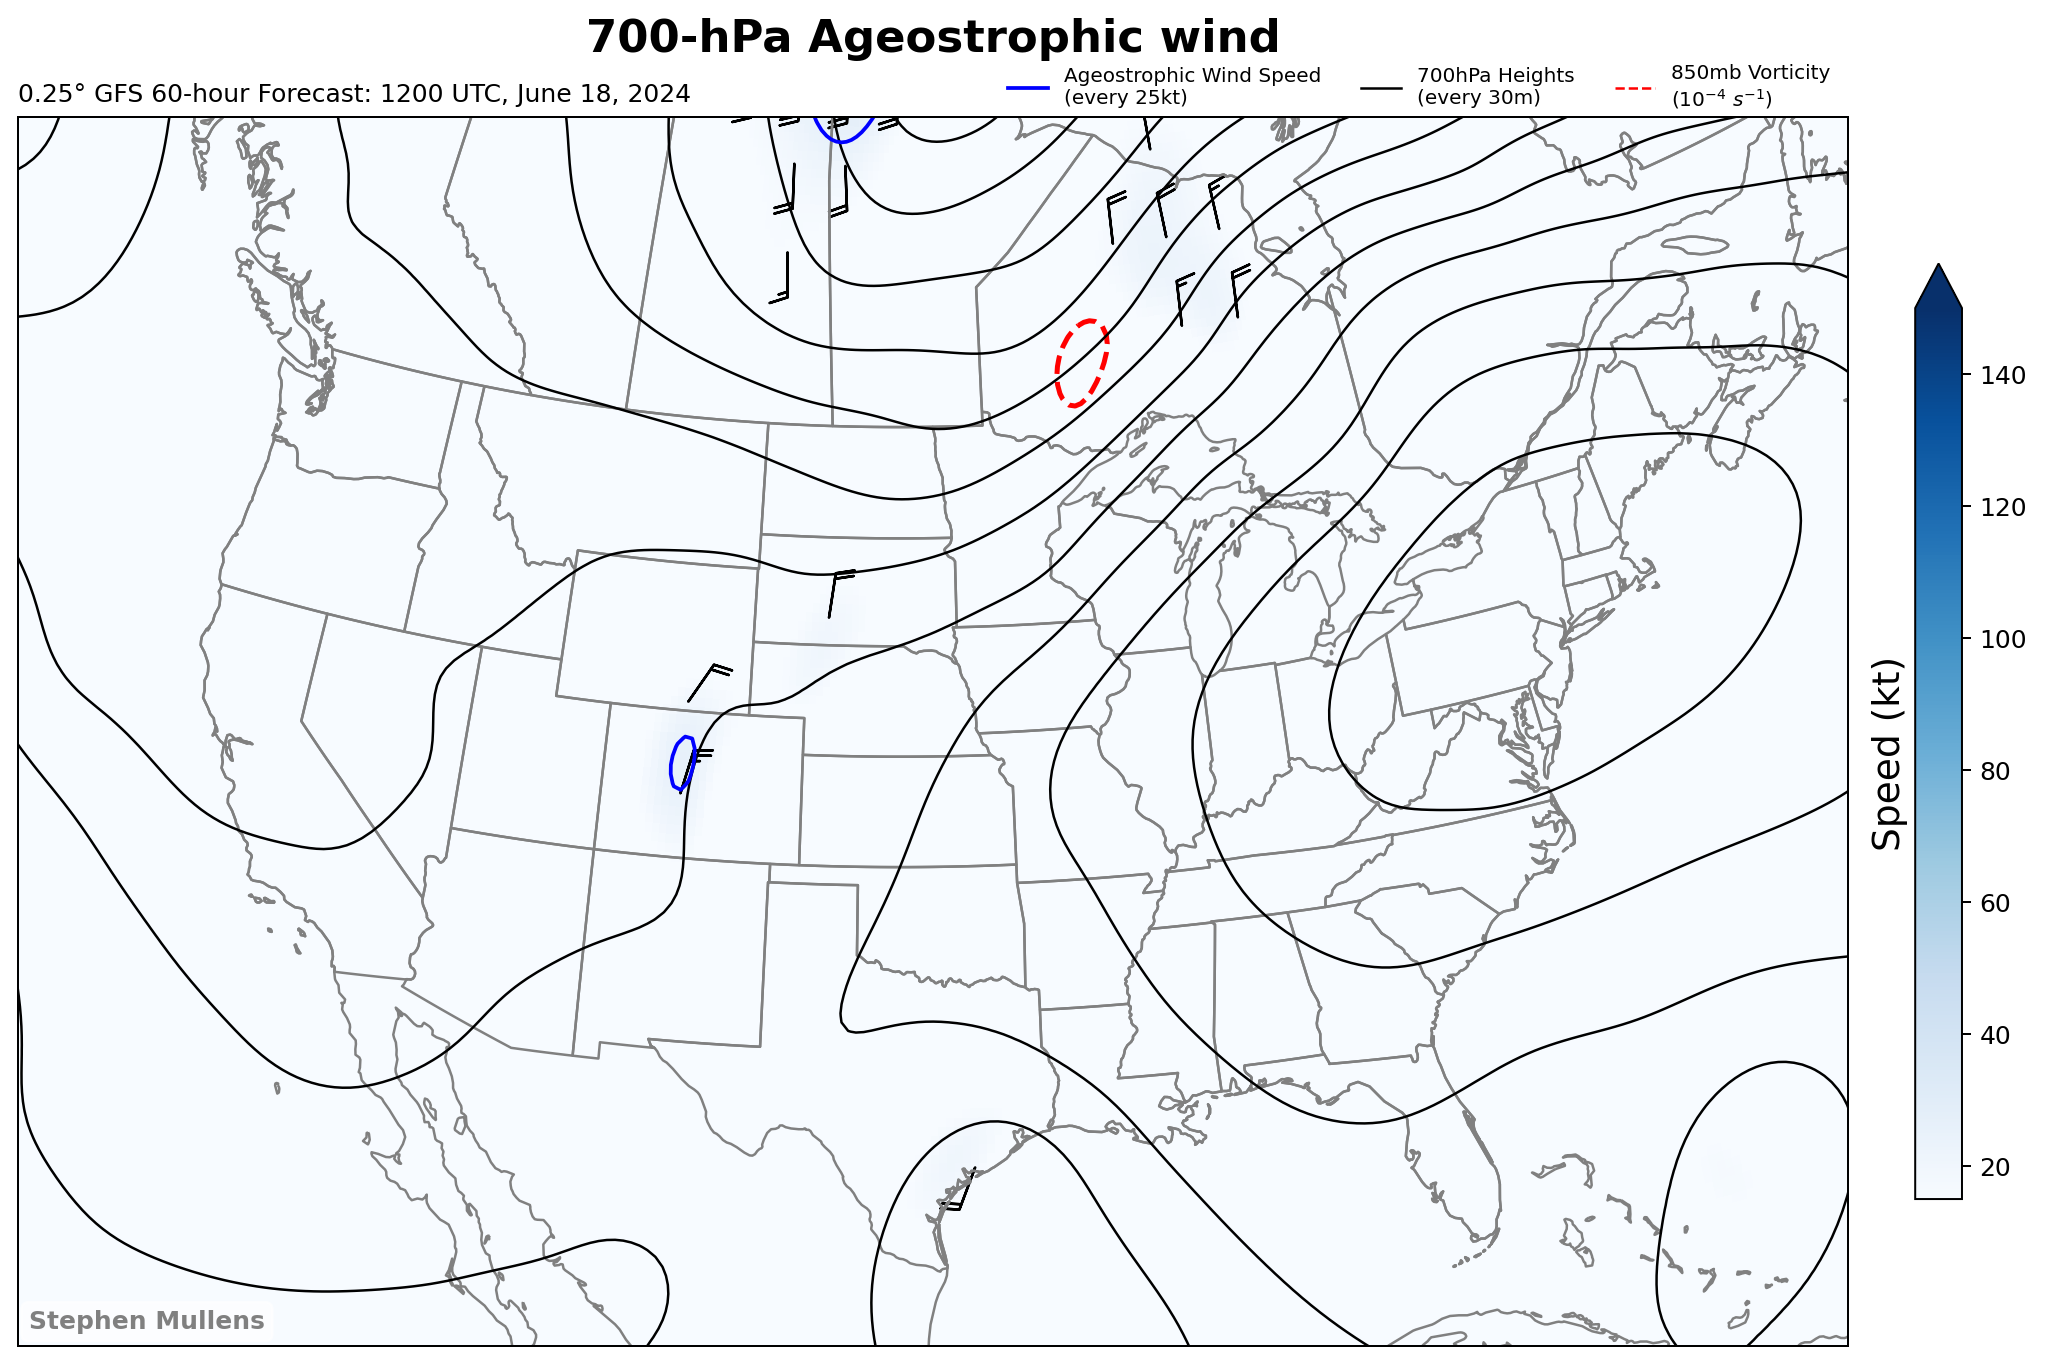 700-hPa Ageostrophic wind
0.25° GFS 60-hour Forecast: 1200 UTC, June 18, 2024
Ageostrophic Wind Speed
(every 25kt)
700hPa Heights
(every 30m)
850mb Vorticity
(10⁻⁴ s⁻¹)
140
120
100
80
60
40
20
Speed (kt)
Stephen Mullens